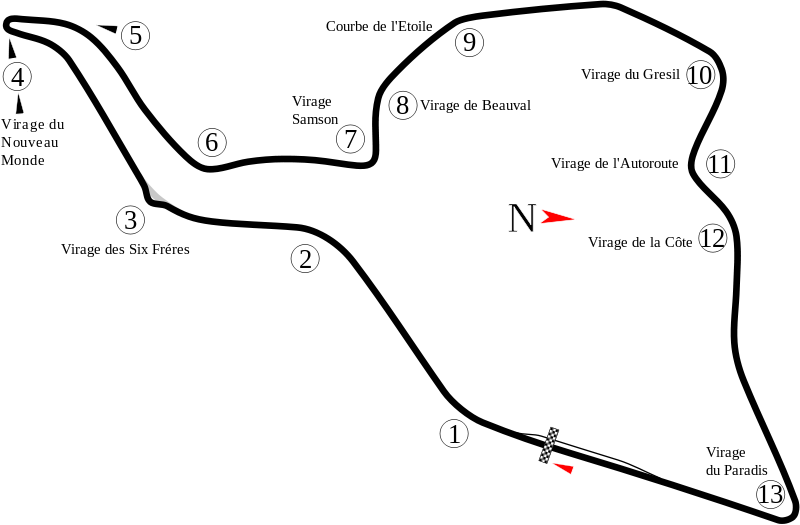 Courbe de l'Etoile
9
5
4
Virage du
Nouveau
Monde
Virage du Gresil
10
Virage
Samson
7
8
Virage de Beauval
6
Virage de l'Autoroute
11
3
Virage des Six Fréres
N
Virage de la Côte
12
2
1
Virage
du Paradis
13